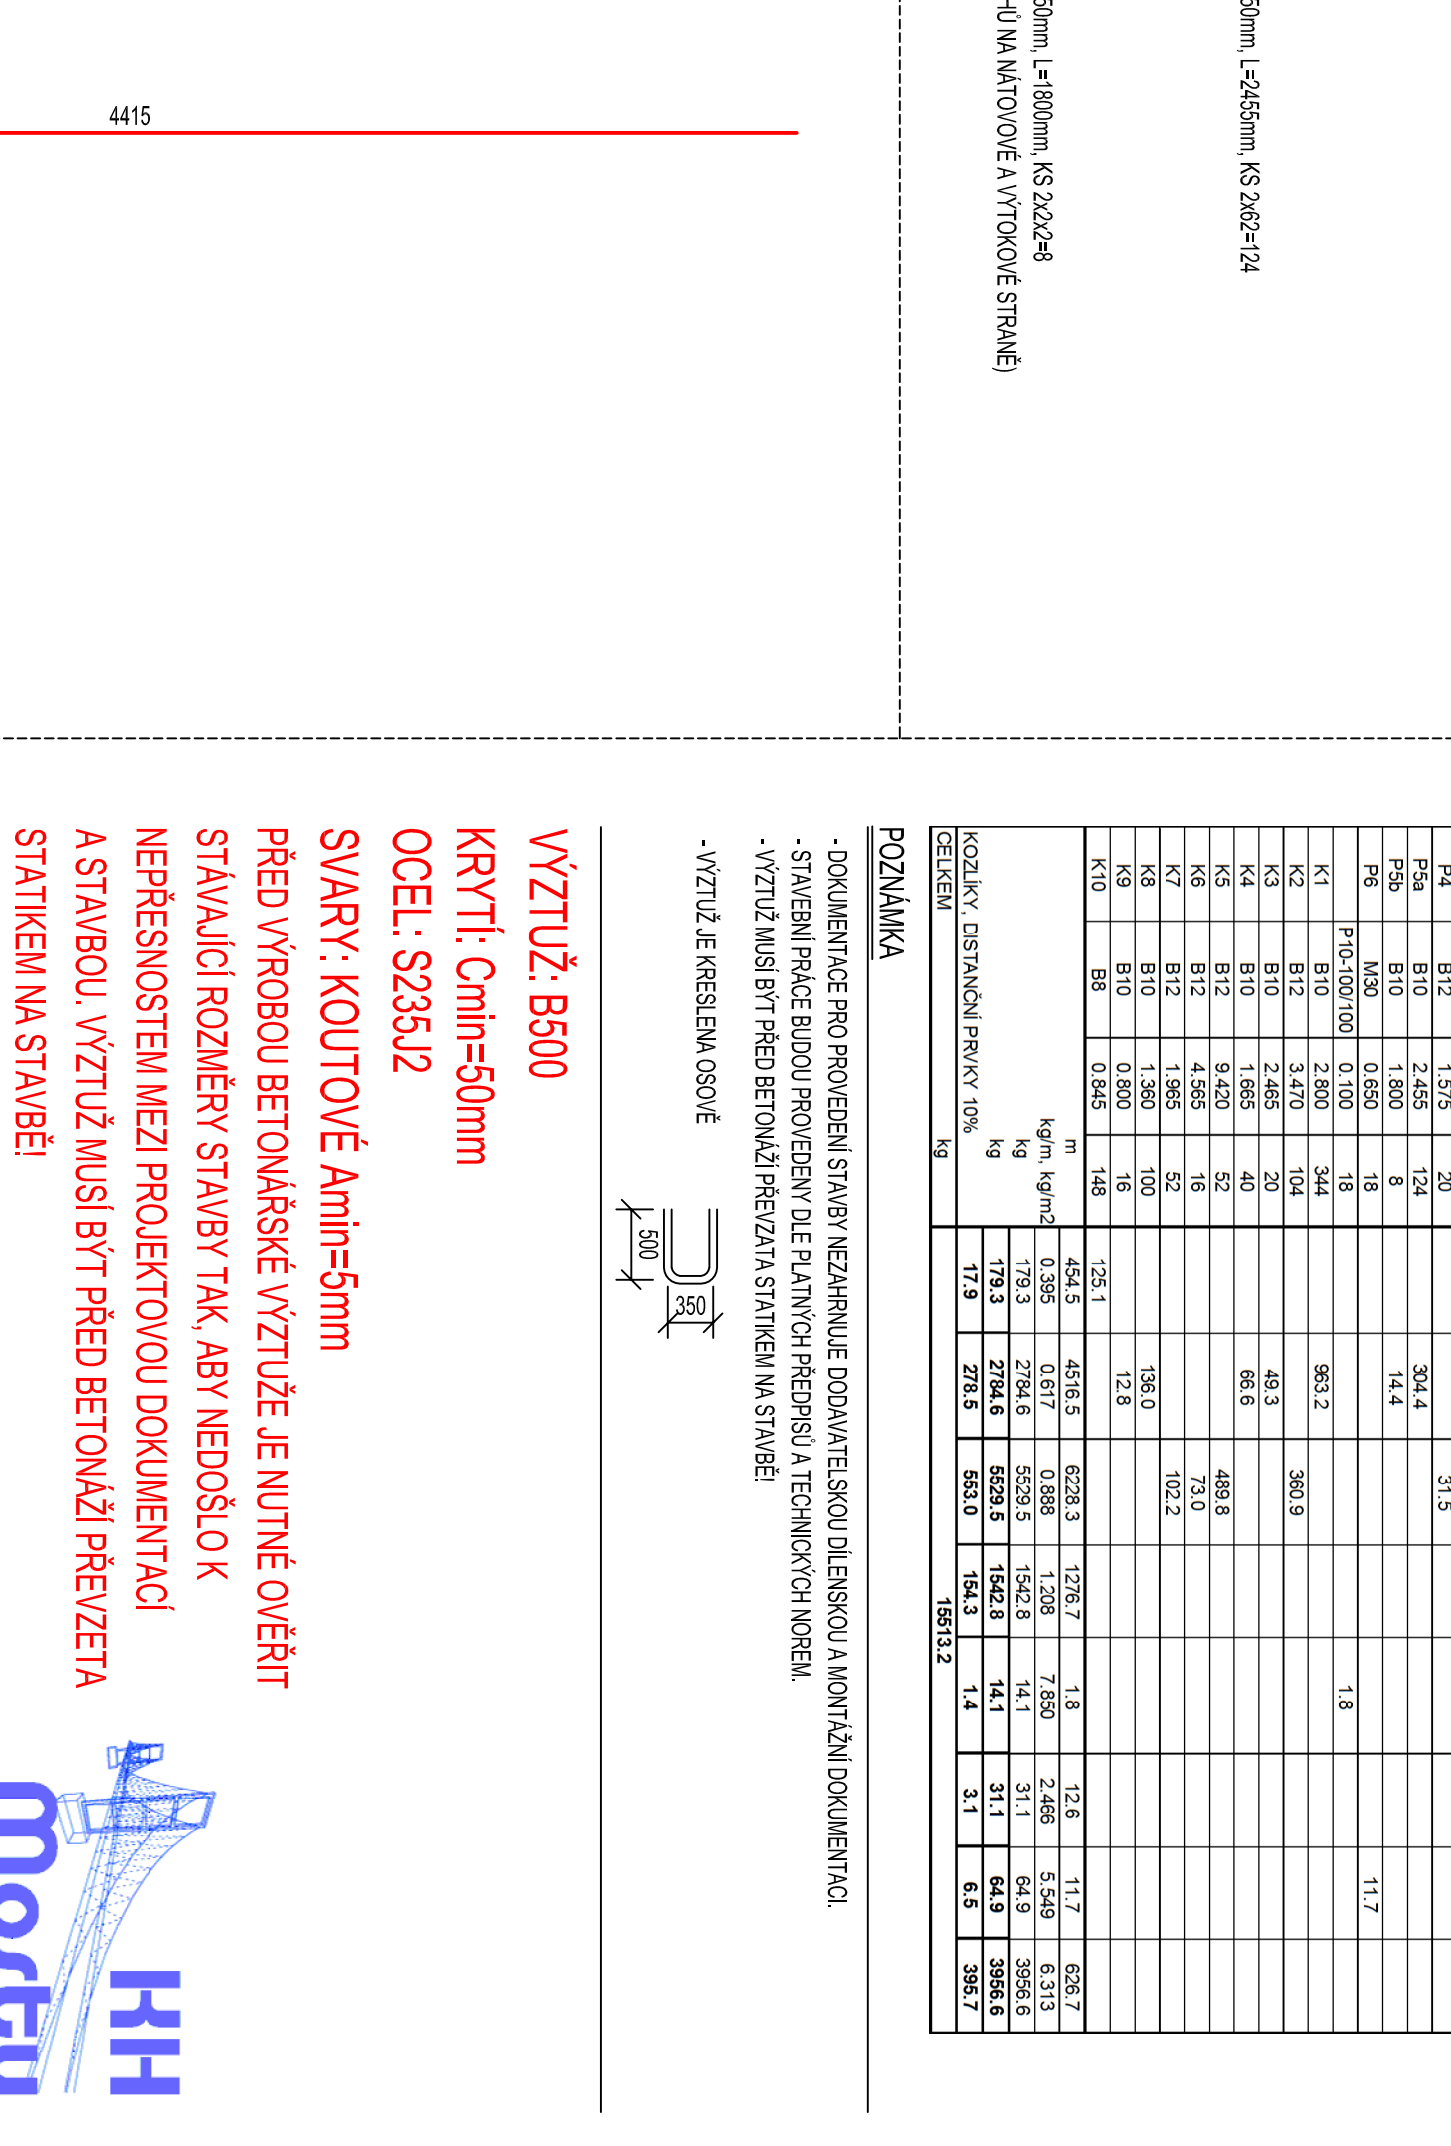 50mm, L=2455mm, KS 2x62=124
50mm, L=1800mm, KS 2x2x2=8
HŮ NA NÁTOVOVÉ A VÝTOKOVÉ STRANĚ)
4415
P4 B12 1.575 20 31.5
P5a B10 2.455 124 304.4
P5b B10 1.800 8 14.4
P6 M30 0.650 18 11.7
P10-100/100 0.100 18 1.8
K1 B10 2.800 344 963.2
K2 B12 3.470 104 360.9
K3 B10 2.465 20 49.3
K4 B10 1.665 40 66.6
K5 B12 9.420 52 489.8
K6 B12 4.565 16 73.0
K7 B12 1.965 52 102.2
K8 B10 1.360 100 136.0
K9 B10 0.800 16 12.8
K10 B8 0.845 148 125.1
m 454.5 4516.5 6228.3 1276.7 1.8 12.6 11.7 626.7
kg/m, kg/m2 0.395 0.617 0.888 1.208 7.850 2.466 5.549 6.313
kg 179.3 2784.6 5529.5 1542.8 14.1 31.1 64.9 3956.6
kg 179.3 2784.6 5529.5 1542.8 14.1 31.1 64.9 3956.6
KOZLÍKY, DISTANČNÍ PRVKY 10% 17.9 278.5 553.0 154.3 1.4 3.1 6.5 395.7
CELKEM kg 15513.2
POZNÁMKA
- DOKUMENTACE PRO PROVEDENÍ STAVBY NEZAHRNUJE DODAVATELSKOU DÍLENSKOU A MONTÁŽNÍ DOKUMENTACI.
- STAVEBNÍ PRÁCE BUDOU PROVEDENY DLE PLATNÝCH PŘEDPISŮ A TECHNICKÝCH NOREM.
- VÝZTUŽ MUSÍ BÝT PŘED BETONÁŽÍ PŘEVZATA STATIKEM NA STAVBĚ!
- VÝZTUŽ JE KRESLENA OSOVĚ
350
500
VÝZTUŽ: B500
KRYTÍ: Cmin=50mm
OCEL: S235J2
SVARY: KOUTOVÉ Amin=5mm
PŘED VÝROBOU BETONÁŘSKÉ VÝZTUŽE JE NUTNÉ OVĚŘIT
STÁVAJÍCÍ ROZMĚRY STAVBY TAK, ABY NEDOŠLO K
NEPŘESNOSTEM MEZI PROJEKTOVOU DOKUMENTACÍ
A STAVBOU. VÝZTUŽ MUSÍ BÝT PŘED BETONÁŽÍ PŘEVZETA
STATIKEM NA STAVBĚ!
KH
mosty